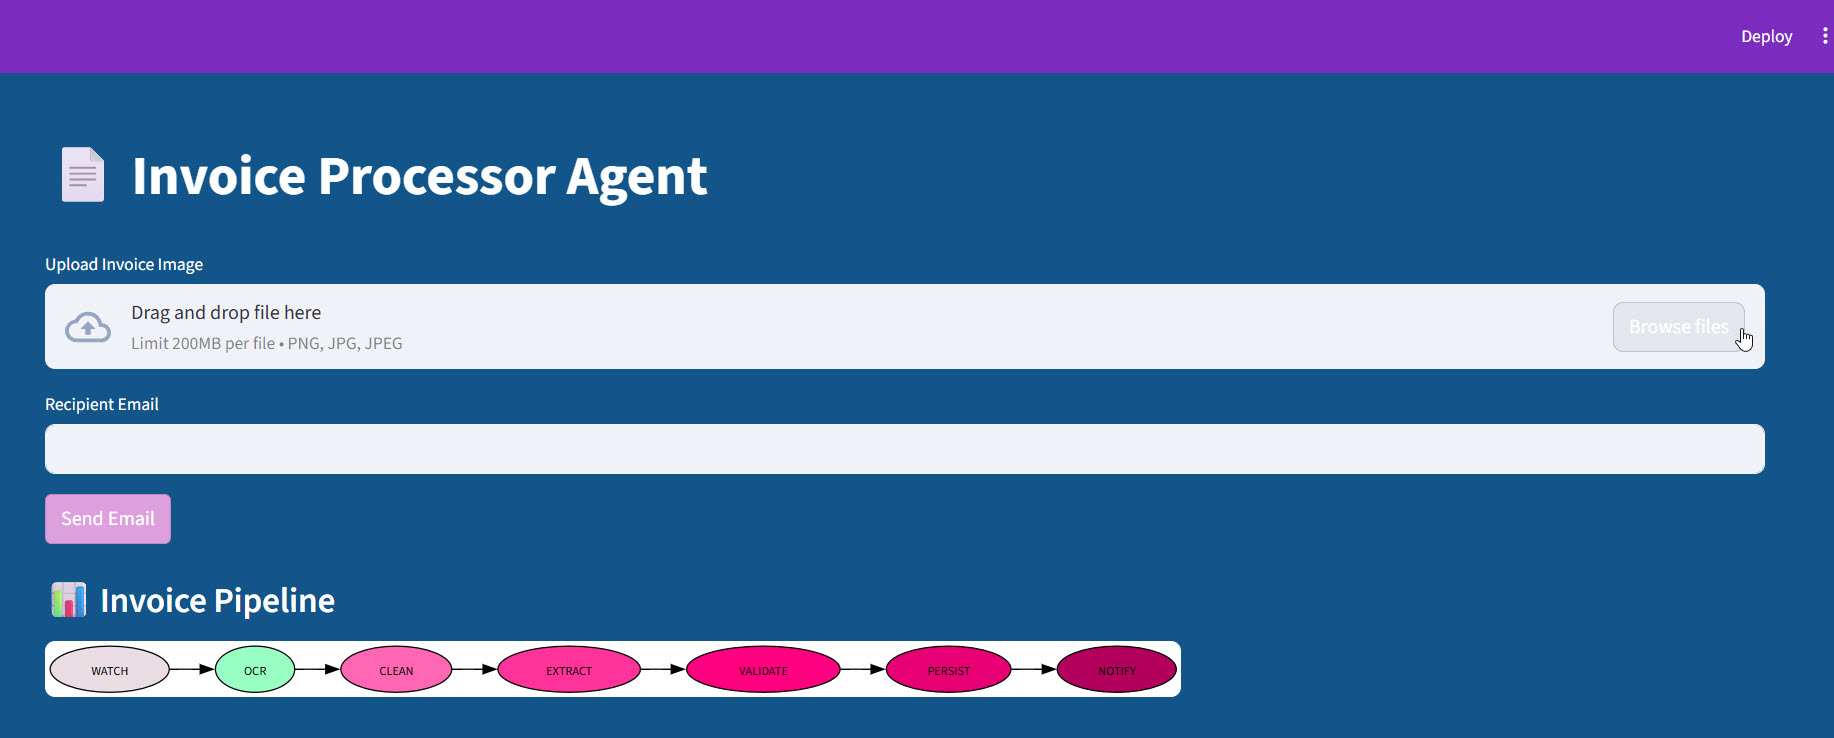 Deploy
Invoice Processor Agent
Upload Invoice Image
Drag and drop file here
Limit 200MB per file • PNG, JPG, JPEG
Browse files
Recipient Email
Send Email
Invoice Pipeline
WATCH OCR CLEAN EXTRACT VALIDATE PERSIST NOTIFY